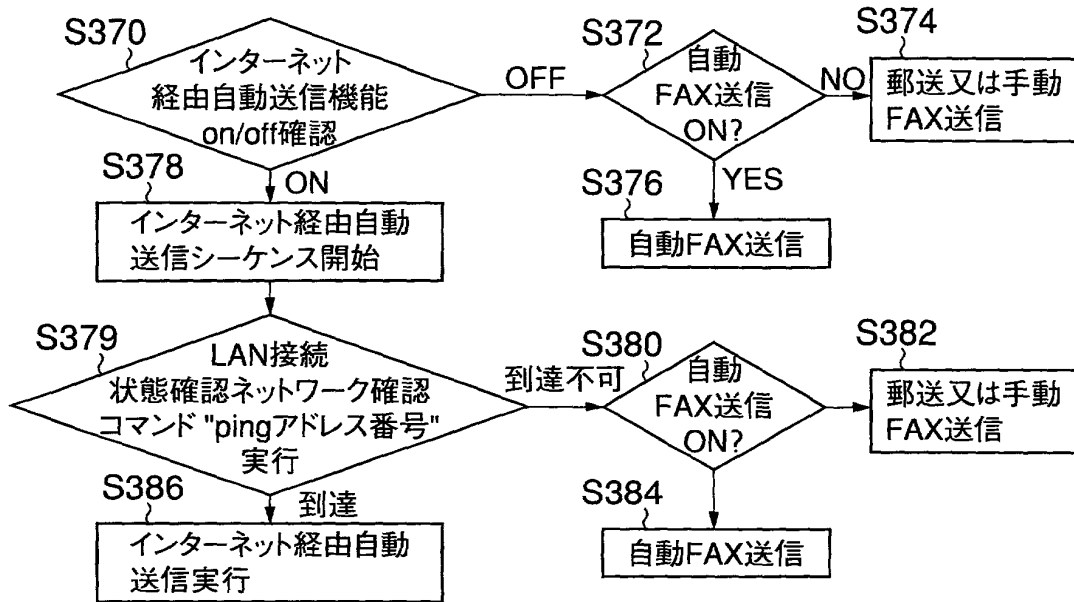 S370
インターネット
経由自動送信機能
on/off確認
OFF
S372
自動
FAX送信
ON?
NO
S374
郵送又は手動
FAX送信
ON
YES
S376
自動FAX送信
S378
インターネット経由自動
送信シーケンス開始
S379
LAN接続
状態確認ネットワーク確認
コマンド "pingアドレス番号"
実行
到達不可
S380
自動
FAX送信
ON?
S382
郵送又は手動
FAX送信
S384
自動FAX送信
到達
S386
インターネット経由自動
送信実行